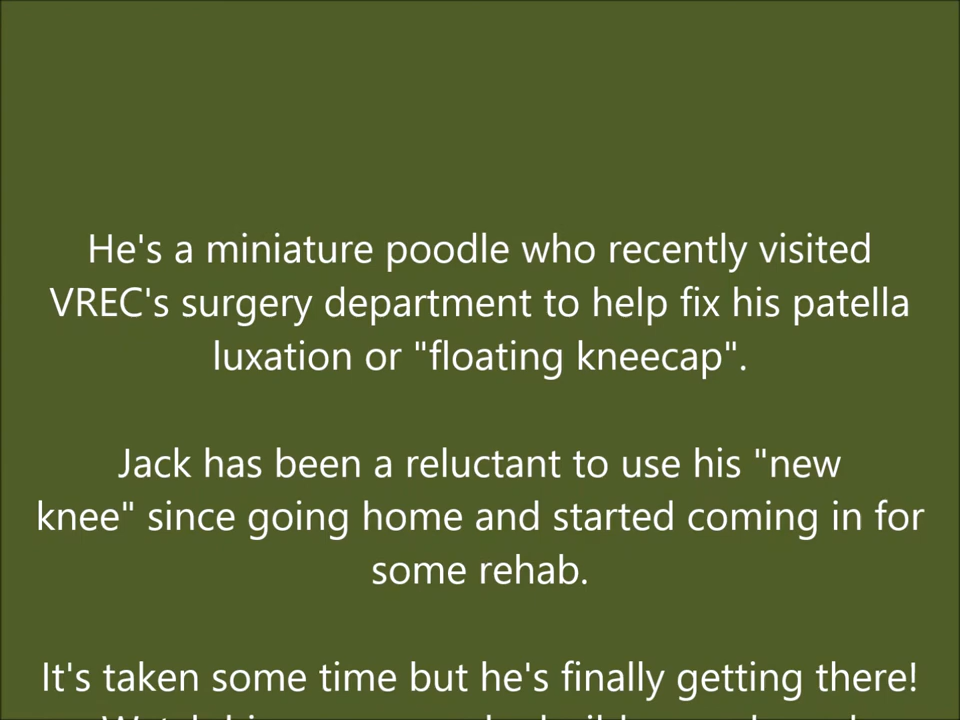 He's a miniature poodle who recently visited
VREC's surgery department to help fix his patella
luxation or "floating kneecap".
Jack has been a reluctant to use his "new
knee" since going home and started coming in for
some rehab.
It's taken some time but he's finally getting there!